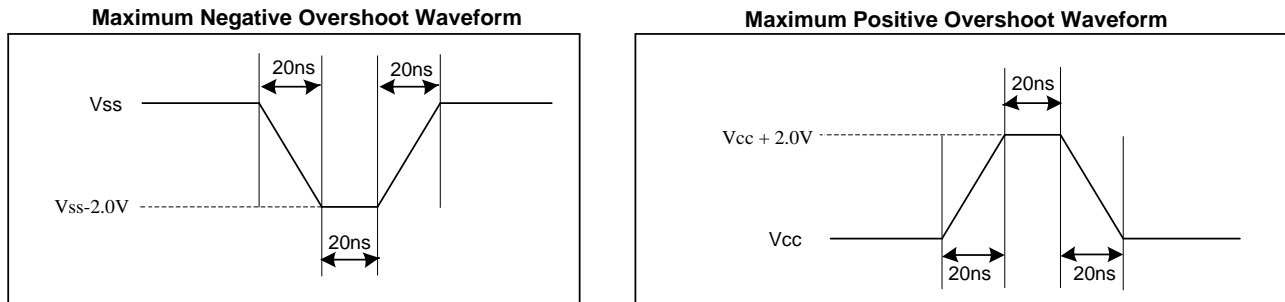 Maximum Negative Overshoot Waveform
20ns
20ns
Vss
Vss-2.0V
20ns
Maximum Positive Overshoot Waveform
20ns
Vcc + 2.0V
Vcc
20ns
20ns